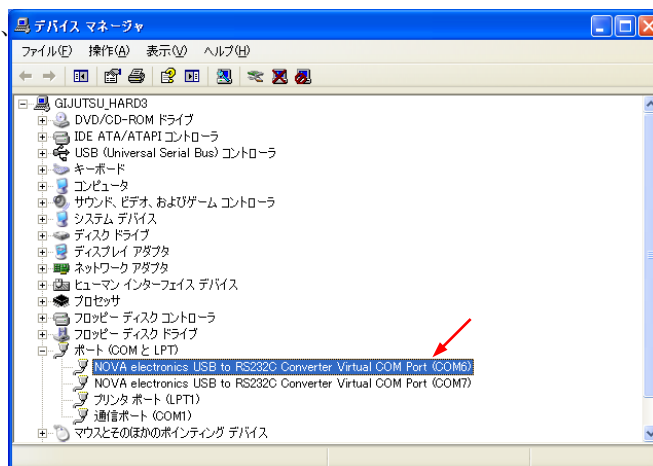 、
デバイス マネージャ
ファイル(F) 操作(A) 表示(V) ヘルプ(H)
GIJUTSU_HARD3
DVD/CD-ROM ドライブ
IDE ATA/ATAPI コントローラ
USB (Universal Serial Bus) コントローラ
キーボード
コンピュータ
サウンド、ビデオ、およびゲーム コントローラ
システム デバイス
ディスク ドライブ
ディスプレイ アダプタ
ネットワーク アダプタ
ヒューマン インターフェイス デバイス
プロセッサ
フロッピー ディスク コントローラ
フロッピー ディスク ドライブ
ポート (COM と LPT)
NOVA electronics USB to RS232C Converter Virtual COM Port (COM6)
NOVA electronics USB to RS232C Converter Virtual COM Port (COM7)
プリンタ ポート (LPT1)
通信ポート (COM1)
マウスとそのほかのポインティング デバイス